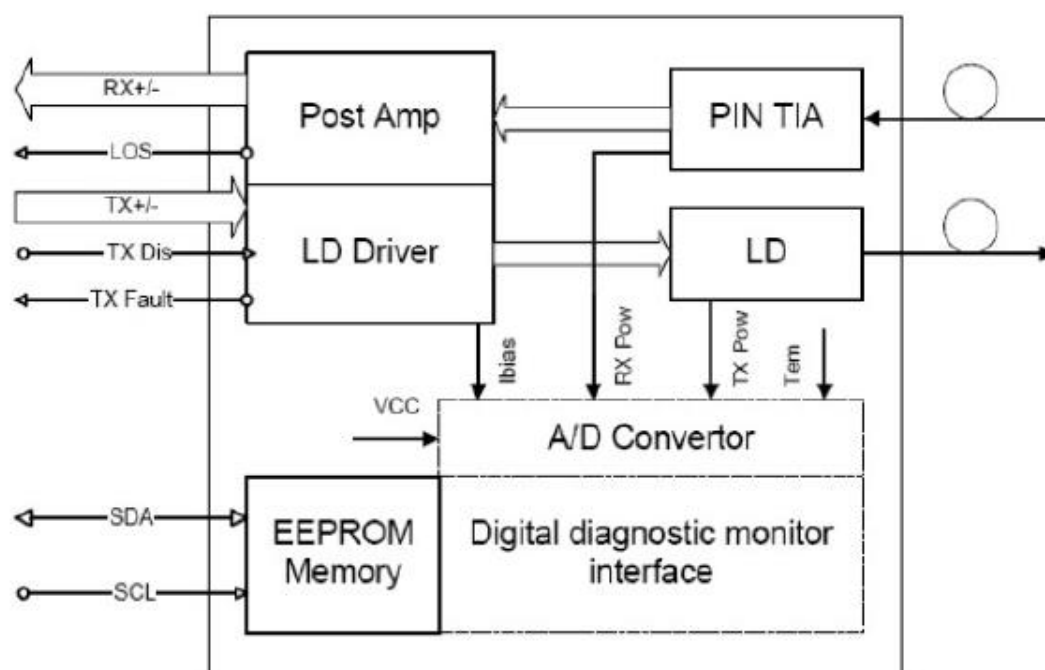 RX+/-
Post Amp
PIN TIA
LOS
TX+/-
TX Dis
LD Driver
LD
TX Fault
Ibias
RX Pow
TX Pow
Tem
VCC
A/D Convertor
SDA
EEPROM
Memory
Digital diagnostic monitor
interface
SCL